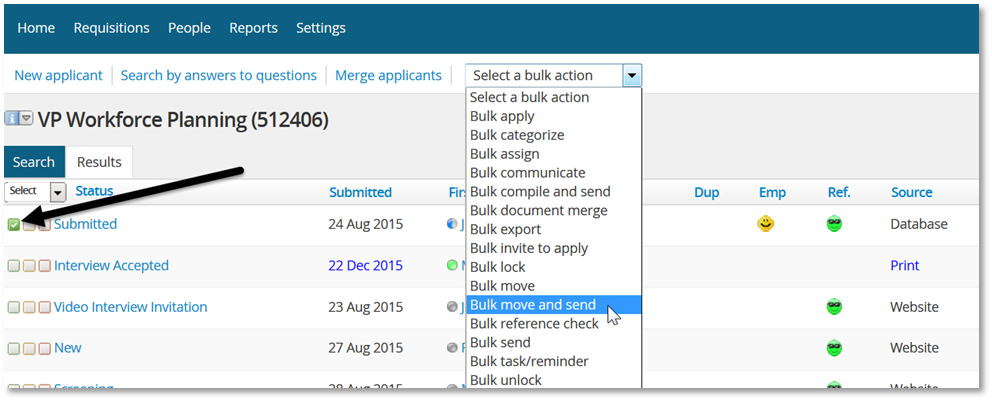 Home Requisitions People Reports Settings
New applicant Search by answers to questions Merge applicants Select a bulk action
Select a bulk action
Bulk apply
Bulk categorize
Bulk assign
Bulk communicate
Bulk compile and send
Bulk document merge
Bulk export
Bulk invite to apply
Bulk lock
Bulk move
Bulk move and send
Bulk reference check
Bulk send
Bulk task/reminder
Bulk unlock
VP Workforce Planning (512406)
Search Results
Select Status Submitted Dup Emp Ref. Source
Submitted 24 Aug 2015 Database
Interview Accepted 22 Dec 2015 Print
Video Interview Invitation 23 Aug 2015 Website
New 27 Aug 2015 Website
Screening 28 Aug 2015 Website